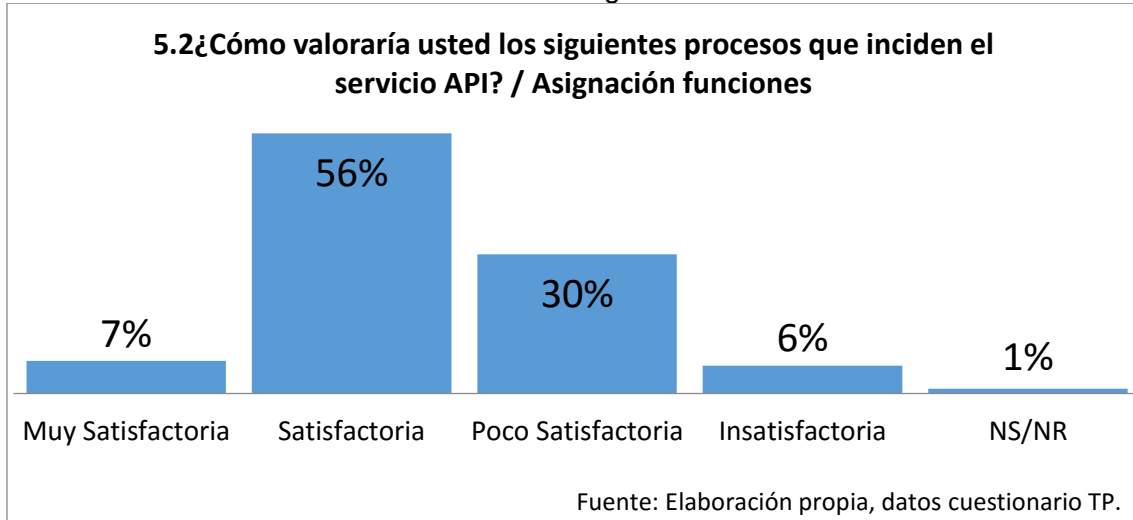 5.2¿Cómo valoraría usted los siguientes procesos que inciden el
servicio API? / Asignación funciones
56%
30%
7%
6%
1%
Muy Satisfactoria Satisfactoria Poco Satisfactoria Insatisfactoria NS/NR
Fuente: Elaboración propia, datos cuestionario TP.